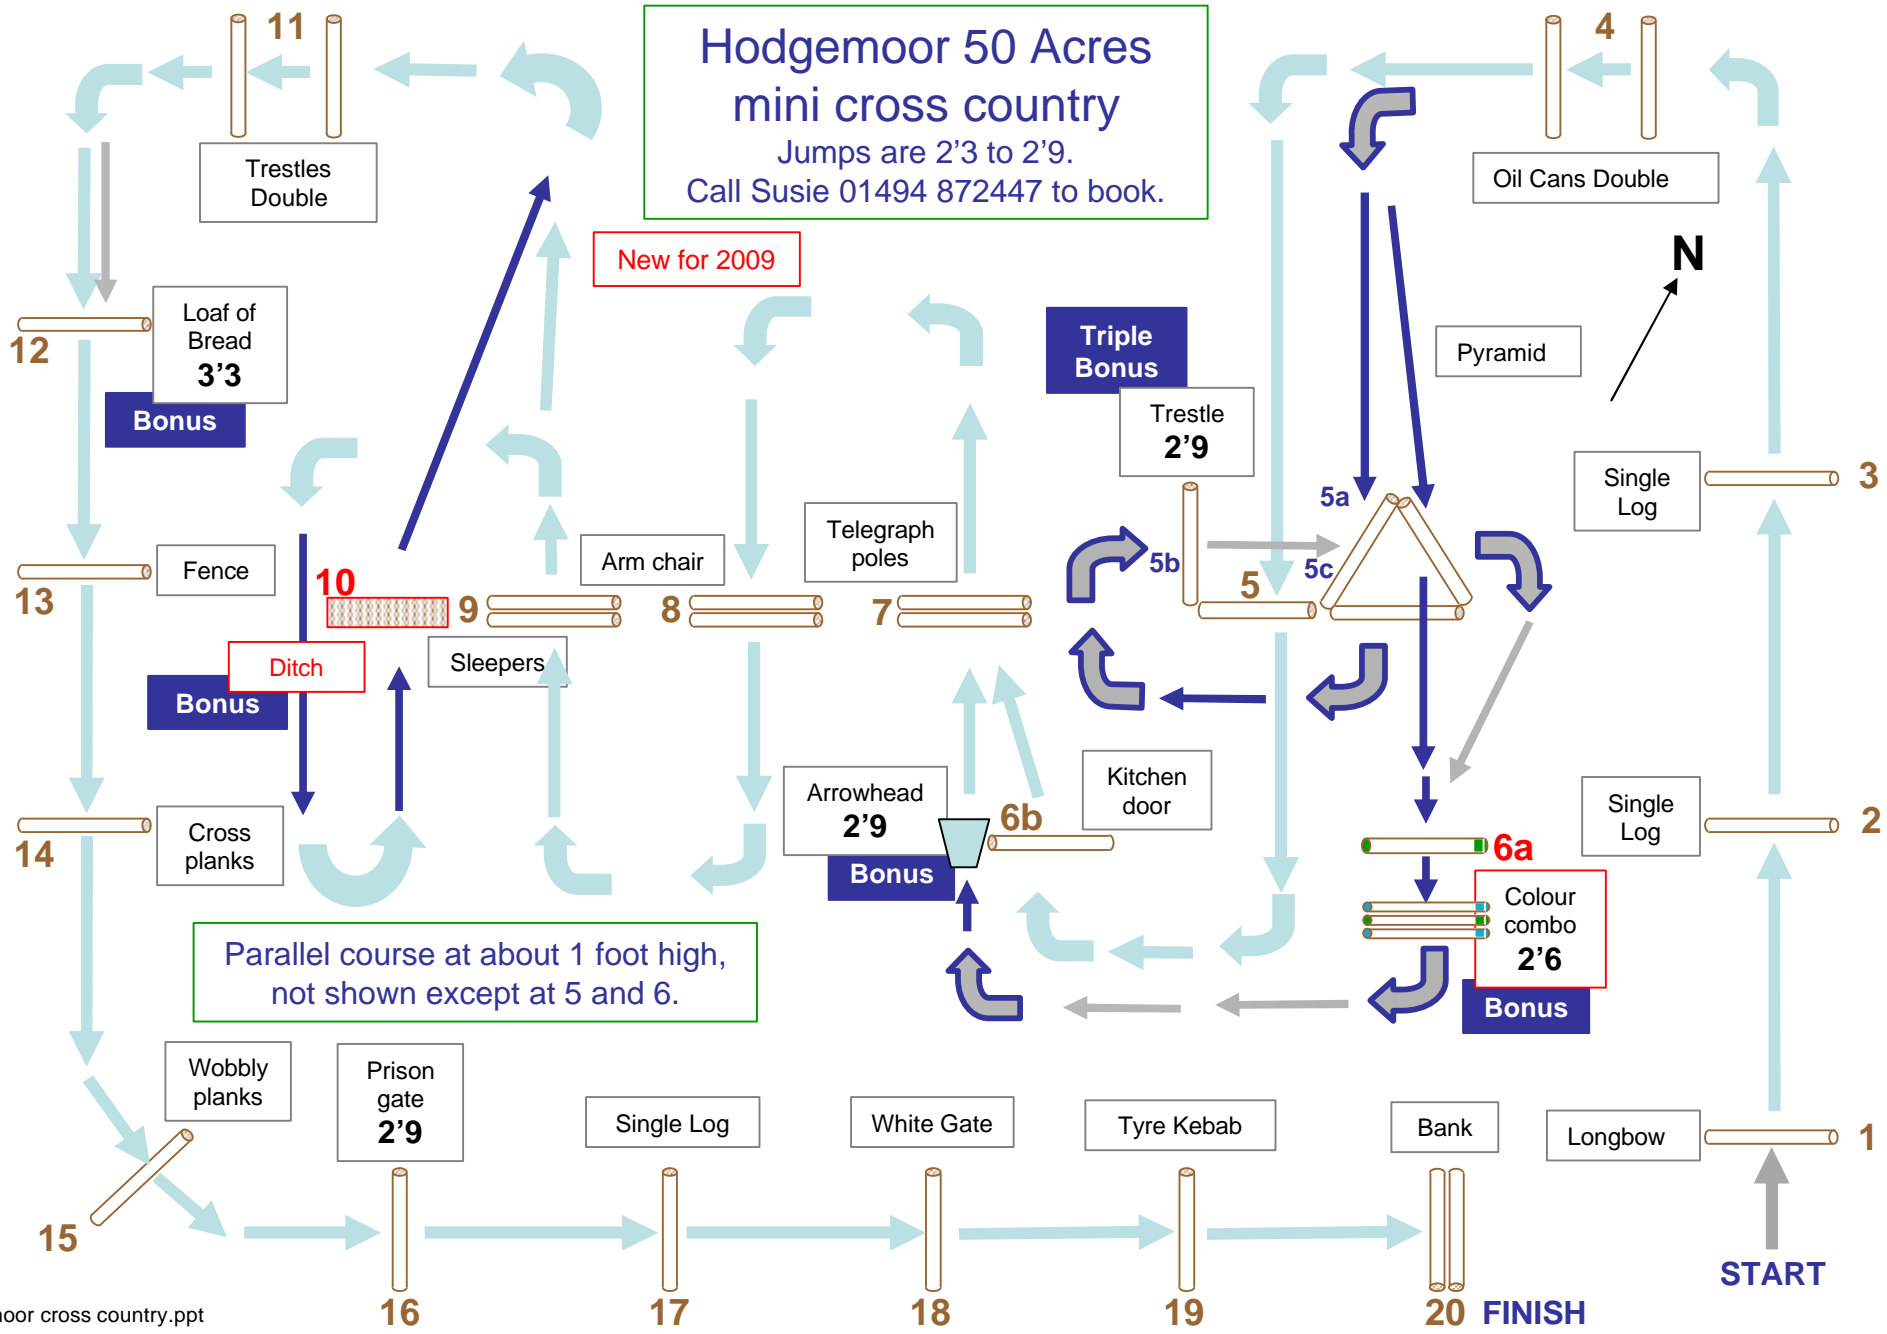 Hodgemoor 50 Acres
mini cross country
Jumps are 2’3 to 2’9.
Call Susie 01494 872447 to book.
11
Trestles
Double
4
Oil Cans Double
New for 2009
N
12
Loaf of
Bread
3’3
Bonus
Triple
Bonus
Trestle
2’9
Pyramid
Single
Log
3
5a
5b
5c
5
Telegraph
poles
7
Arm chair
8
9
Sleepers
10
Ditch
Bonus
13
Fence
14
Cross
planks
Arrowhead
2’9
Bonus
6b
Kitchen
door
6a
Colour
combo
2’6
Bonus
Single
Log
2
Parallel course at about 1 foot high,
not shown except at 5 and 6.
Wobbly
planks
15
Prison
gate
2’9
16
Single Log
17
White Gate
18
Tyre Kebab
19
Bank
20
FINISH
Longbow
1
START
oor cross country.ppt